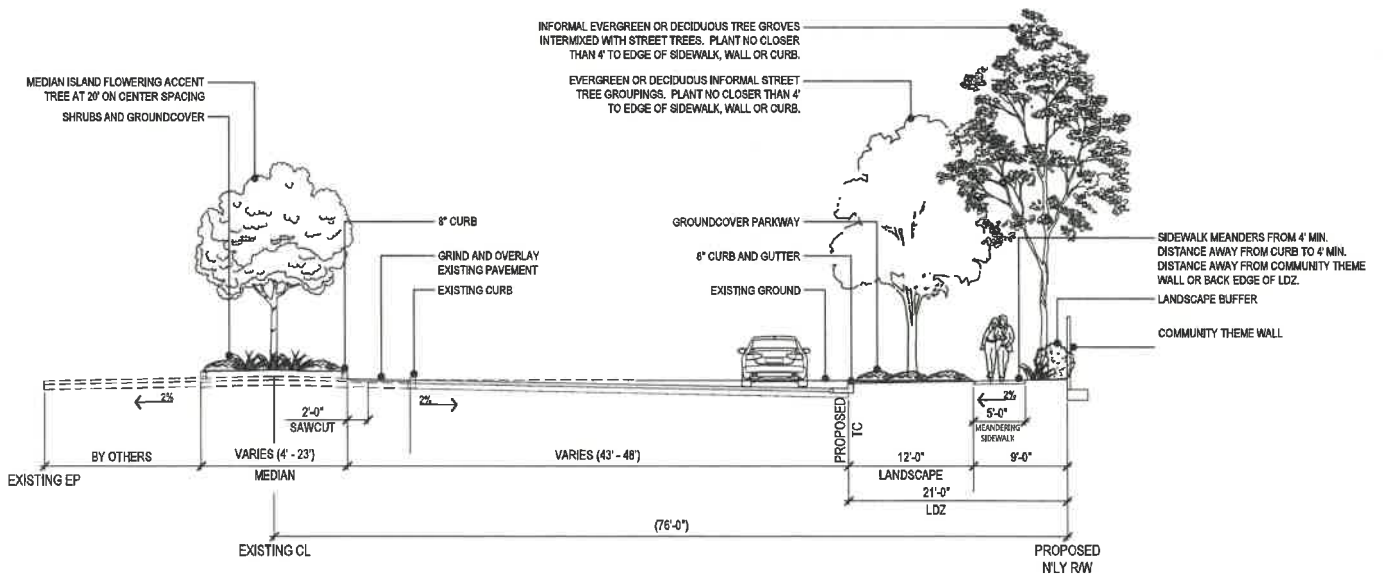 INFORMAL EVERGREEN OR DECIDUOUS TREE GROVES
INTERMIXED WITH STREET TREES. PLANT NO CLOSER
THAN 4' TO EDGE OF SIDEWALK, WALL OR CURB.
MEDIAN ISLAND FLOWERING ACCENT
TREE AT 20' ON CENTER SPACING
SHRUBS AND GROUNDCOVER
EVERGREEN OR DECIDUOUS INFORMAL STREET
TREE GROUPINGS. PLANT NO CLOSER THAN 4'
TO EDGE OF SIDEWALK, WALL OR CURB.
8" CURB
GRIND AND OVERLAY
EXISTING PAVEMENT
EXISTING CURB
GROUNDCOVER PARKWAY
8" CURB AND GUTTER
EXISTING GROUND
SIDEWALK MEANDERS FROM 4' MIN.
DISTANCE AWAY FROM CURB TO 4' MIN.
DISTANCE AWAY FROM COMMUNITY THEME
WALL OR BACK EDGE OF LDZ.
LANDSCAPE BUFFER
COMMUNITY THEME WALL
2%
2'-0"
SAWCUT
2%
PROPOSED
TC
2%
5'-0"
MEANDERING
SIDEWALK
BY OTHERS
VARIES (4' - 23')
MEDIAN
VARIES (43' - 48')
12'-0"
LANDSCAPE
9'-0"
EXISTING EP
21'-0"
LDZ
(76'-0")
EXISTING CL
PROPOSED
N'LY R/W